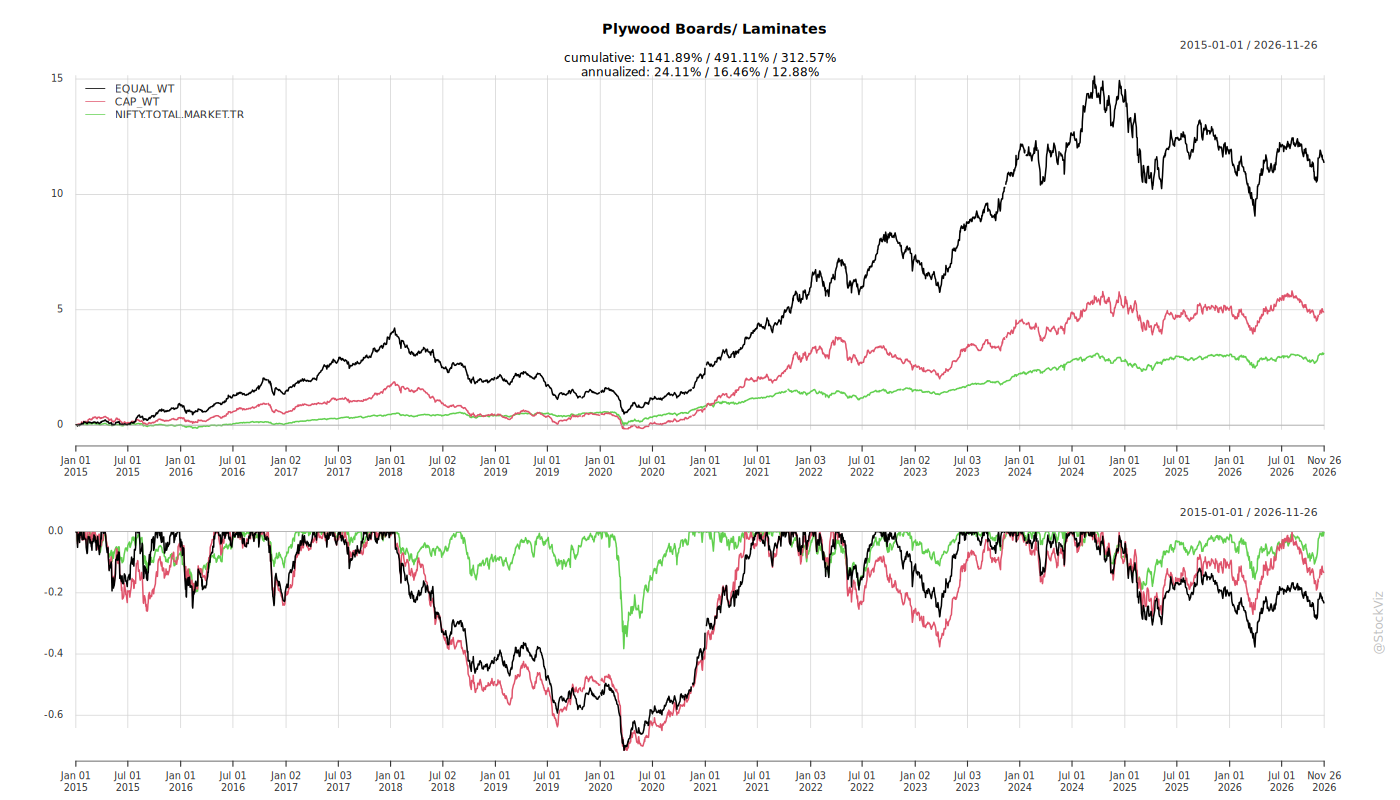 Plywood Boards/ Laminates
2015-01-01 / 2026-11-26
cumulative: 1141.89% / 491.11% / 312.57%
annualized: 24.11% / 16.46% / 12.88%
EQUAL_WT
CAP_WT
NIFTY.TOTAL.MARKET.TR
15
10
5
0
Jan 01 2015
Jul 01 2015
Jan 01 2016
Jul 01 2016
Jan 02 2017
Jul 03 2017
Jan 01 2018
Jul 02 2018
Jan 01 2019
Jul 01 2019
Jan 01 2020
Jul 01 2020
Jan 01 2021
Jul 01 2021
Jan 03 2022
Jul 01 2022
Jan 02 2023
Jul 03 2023
Jan 01 2024
Jul 01 2024
Jan 01 2025
Jul 01 2025
Jan 01 2026
Jul 01 2026
Nov 26 2026
2015-01-01 / 2026-11-26
0.0
-0.2
-0.4
-0.6
Jan 01 2015
Jul 01 2015
Jan 01 2016
Jul 01 2016
Jan 02 2017
Jul 03 2017
Jan 01 2018
Jul 02 2018
Jan 01 2019
Jul 01 2019
Jan 01 2020
Jul 01 2020
Jan 01 2021
Jul 01 2021
Jan 03 2022
Jul 01 2022
Jan 02 2023
Jul 03 2023
Jan 01 2024
Jul 01 2024
Jan 01 2025
Jul 01 2025
Jan 01 2026
Jul 01 2026
Nov 26 2026
@StockViz